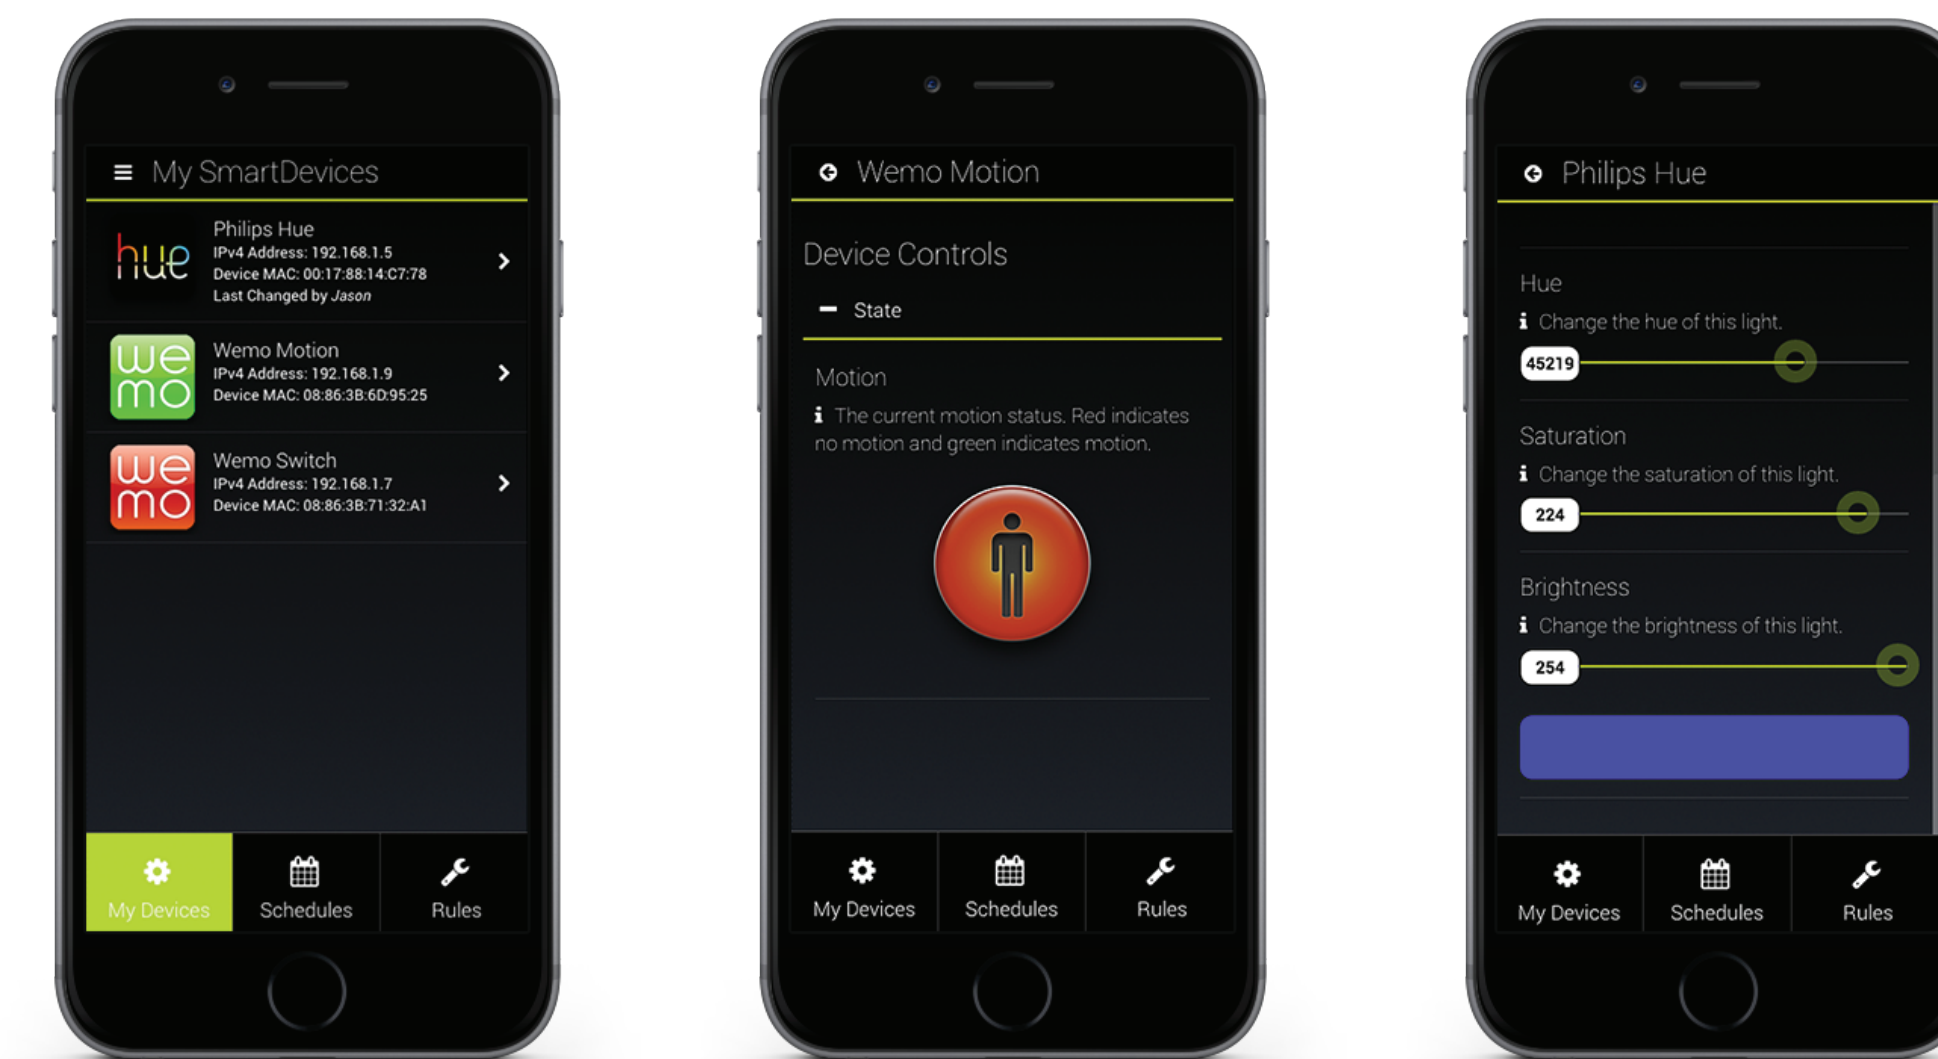 My SmartDevices
hue
Philips Hue
IPv4 Address: 192.168.1.5
Device MAC: 00:17:88:14:C7:78
Last Changed by Jason
we
mo
Wemo Motion
IPv4 Address: 192.168.1.9
Device MAC: 08:86:3B:6D:95:25
we
mo
Wemo Switch
IPv4 Address: 192.168.1.7
Device MAC: 08:86:3B:71:32:A1
My Devices
Schedules
Rules
Wemo Motion
Device Controls
State
Motion
The current motion status. Red indicates
no motion and green indicates motion.
My Devices
Schedules
Rules
Philips Hue
Hue
Change the hue of this light.
45219
Saturation
Change the saturation of this light.
224
Brightness
Change the brightness of this light.
254
My Devices
Schedules
Rules